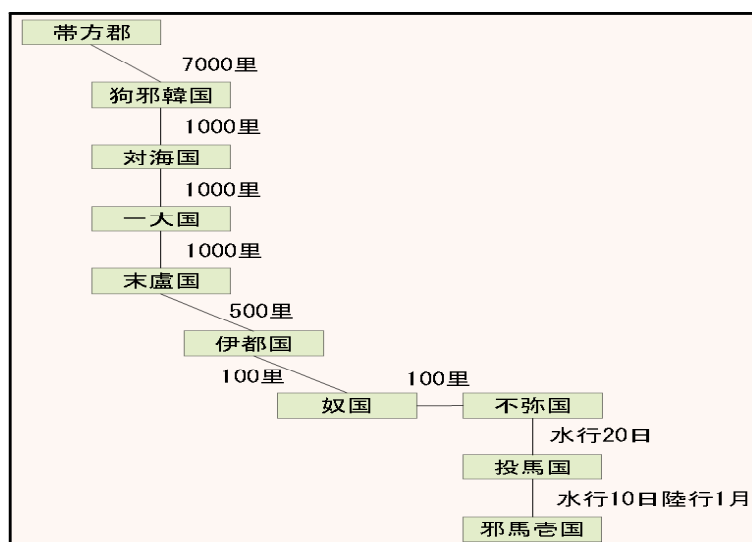 帯方郡
7000里
狗邪韓国
1000里
対海国
1000里
一大国
1000里
末盧国
500里
伊都国
100里
奴国
100里
不弥国
水行20日
投馬国
水行10日陸行1月
邪馬壱国